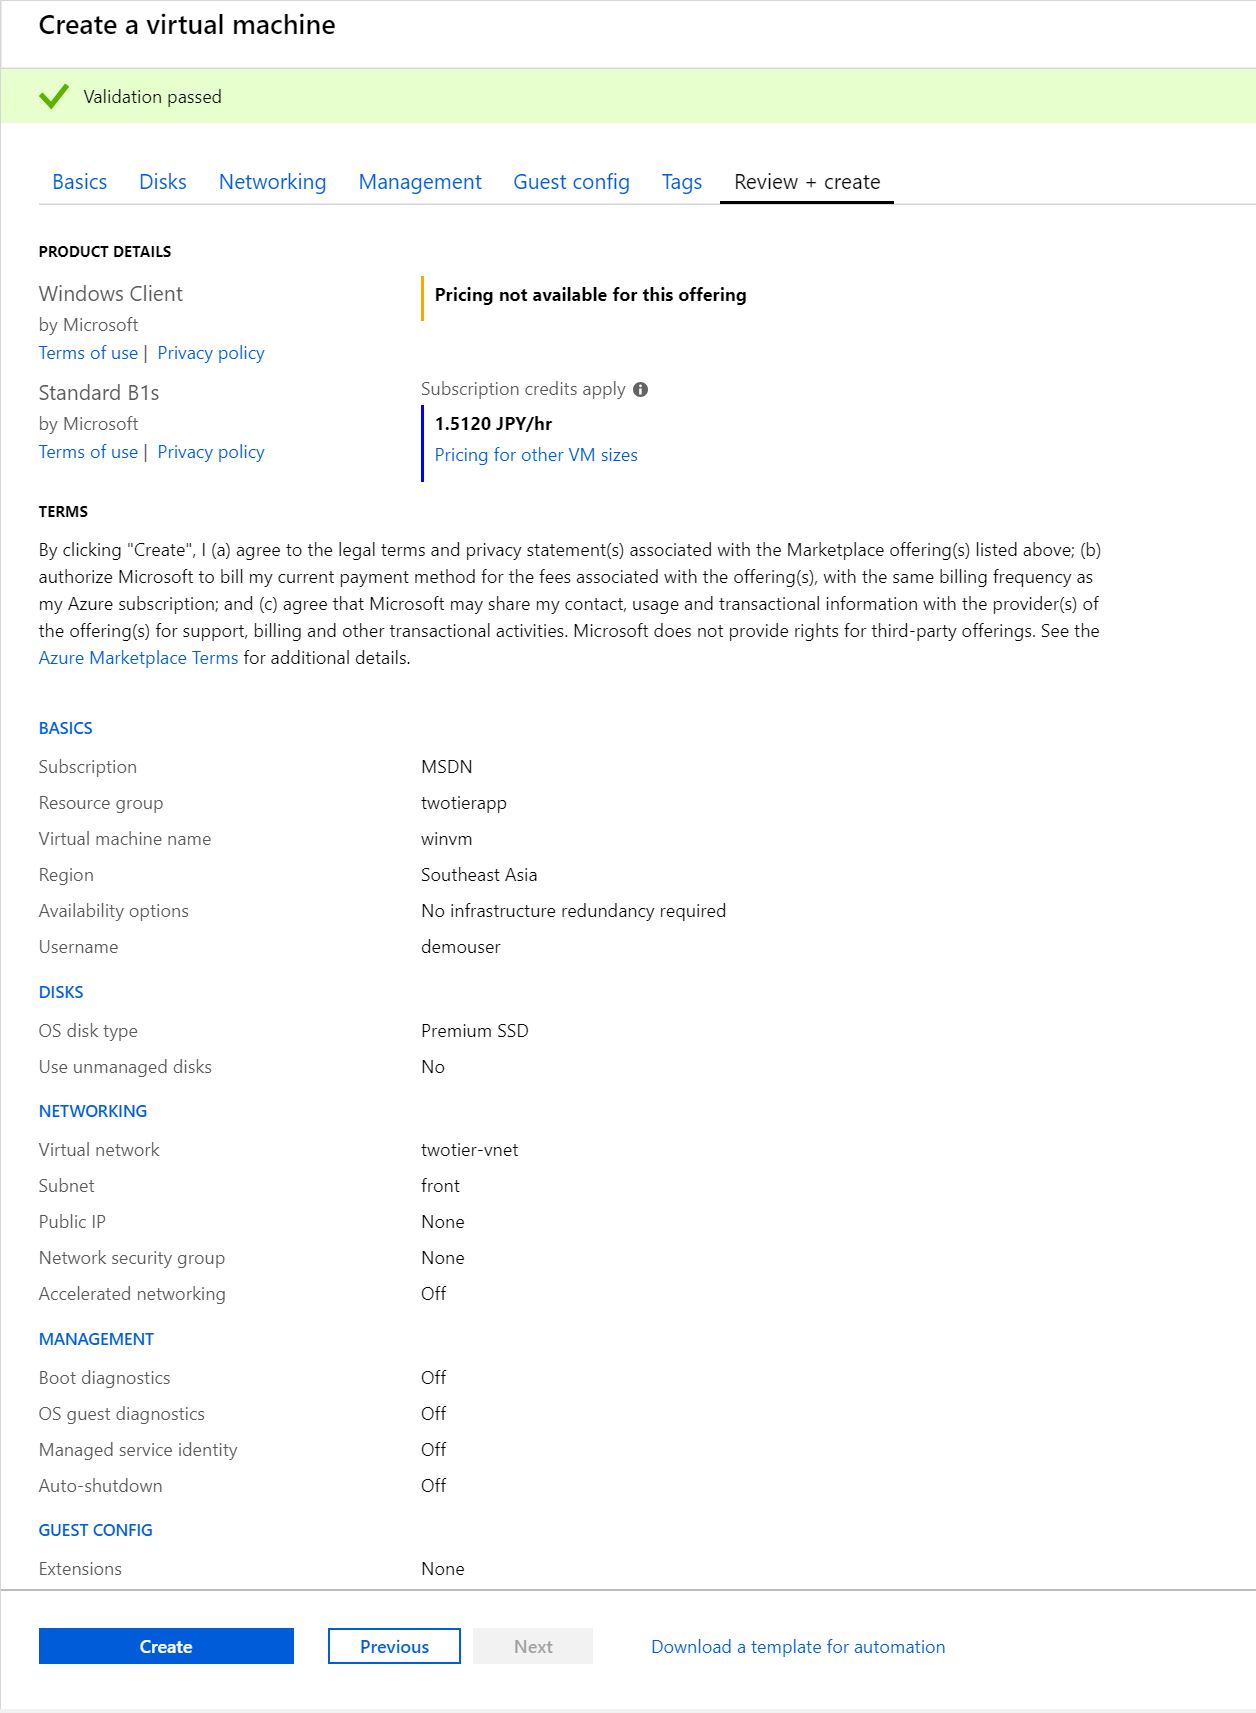 Create a virtual machine
Validation passed
Basics Disks Networking Management Guest config Tags Review + create
PRODUCT DETAILS
Windows Client
by Microsoft
Terms of use | Privacy policy
Pricing not available for this offering
Standard B1s
by Microsoft
Terms of use | Privacy policy
Subscription credits apply
1.5120 JPY/hr
Pricing for other VM sizes
TERMS
By clicking "Create", I (a) agree to the legal terms and privacy statement(s) associated with the Marketplace offering(s) listed above; (b)
authorize Microsoft to bill my current payment method for the fees associated with the offering(s), with the same billing frequency as
my Azure subscription; and (c) agree that Microsoft may share my contact, usage and transactional information with the provider(s) of
the offering(s) for support, billing and other transactional activities. Microsoft does not provide rights for third-party offerings. See the
Azure Marketplace Terms for additional details.
BASICS
Subscription MSDN
Resource group twotierapp
Virtual machine name winvm
Region Southeast Asia
Availability options No infrastructure redundancy required
Username demouser
DISKS
OS disk type Premium SSD
Use unmanaged disks No
NETWORKING
Virtual network twotier-vnet
Subnet front
Public IP None
Network security group None
Accelerated networking Off
MANAGEMENT
Boot diagnostics Off
OS guest diagnostics Off
Managed service identity Off
Auto-shutdown Off
GUEST CONFIG
Extensions None
Create Previous Next Download a template for automation